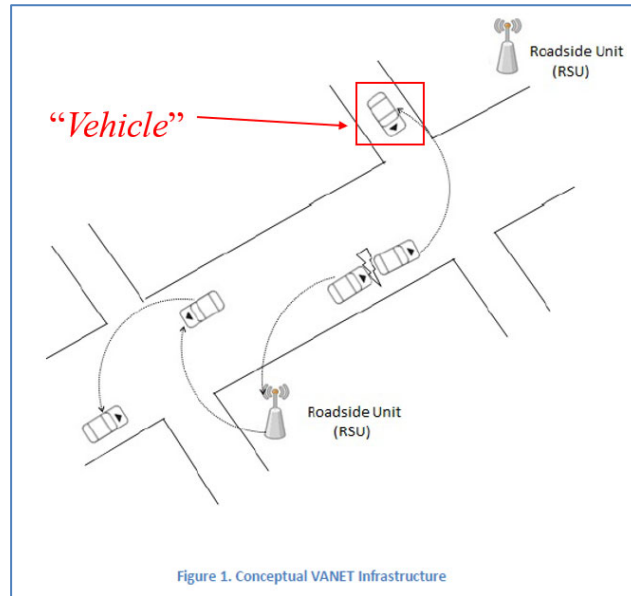 Roadside Unit
(RSU)
“Vehicle”
Roadside Unit
(RSU)
Figure 1. Conceptual VANET Infrastructure